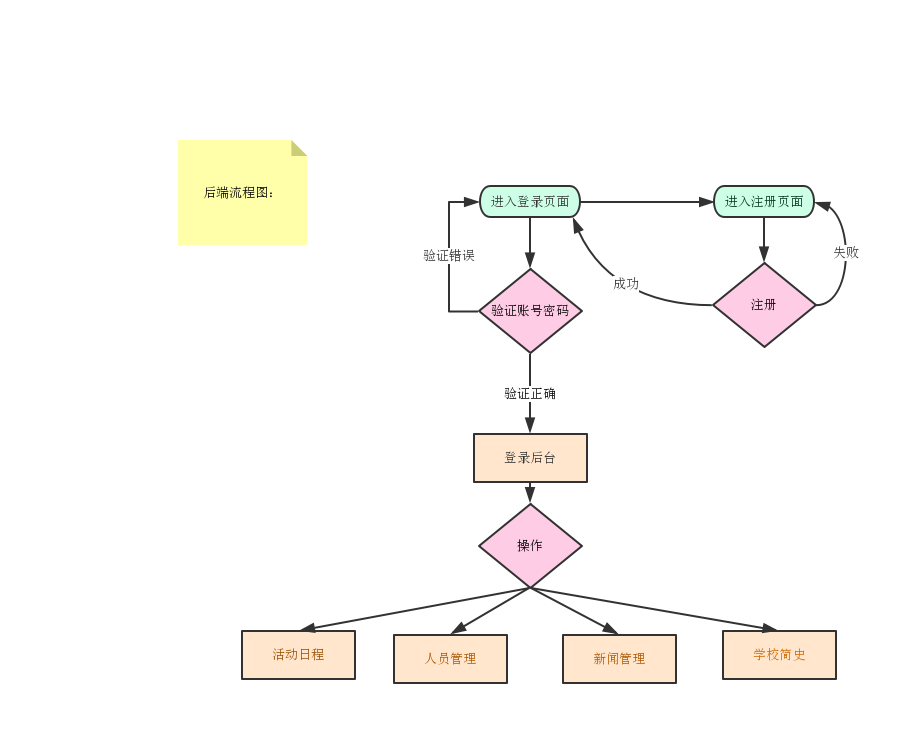 后端流程图：
进入登录页面
进入注册页面
验证错误
失败
成功
验证账号密码
注册
验证正确
登录后台
操作
活动日程
人员管理
新闻管理
学校简史